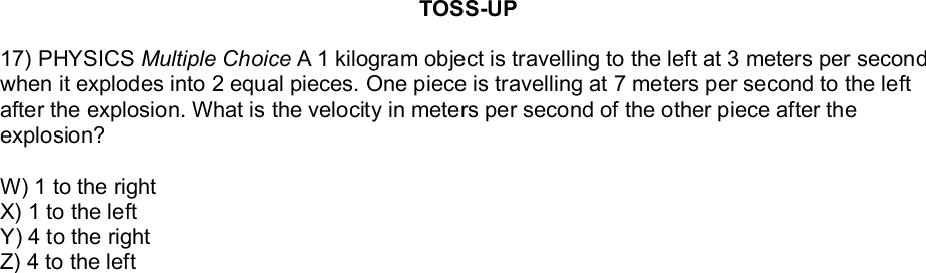 TOSS-UP
17) PHYSICS Multiple Choice A 1 kilogram object is travelling to the left at 3 meters per second
when it explodes into 2 equal pieces. One piece is travelling at 7 meters per second to the left
after the explosion. What is the velocity in meters per second of the other piece after the
explosion?
W) 1 to the right
X) 1 to the left
Y) 4 to the right
Z) 4 to the left